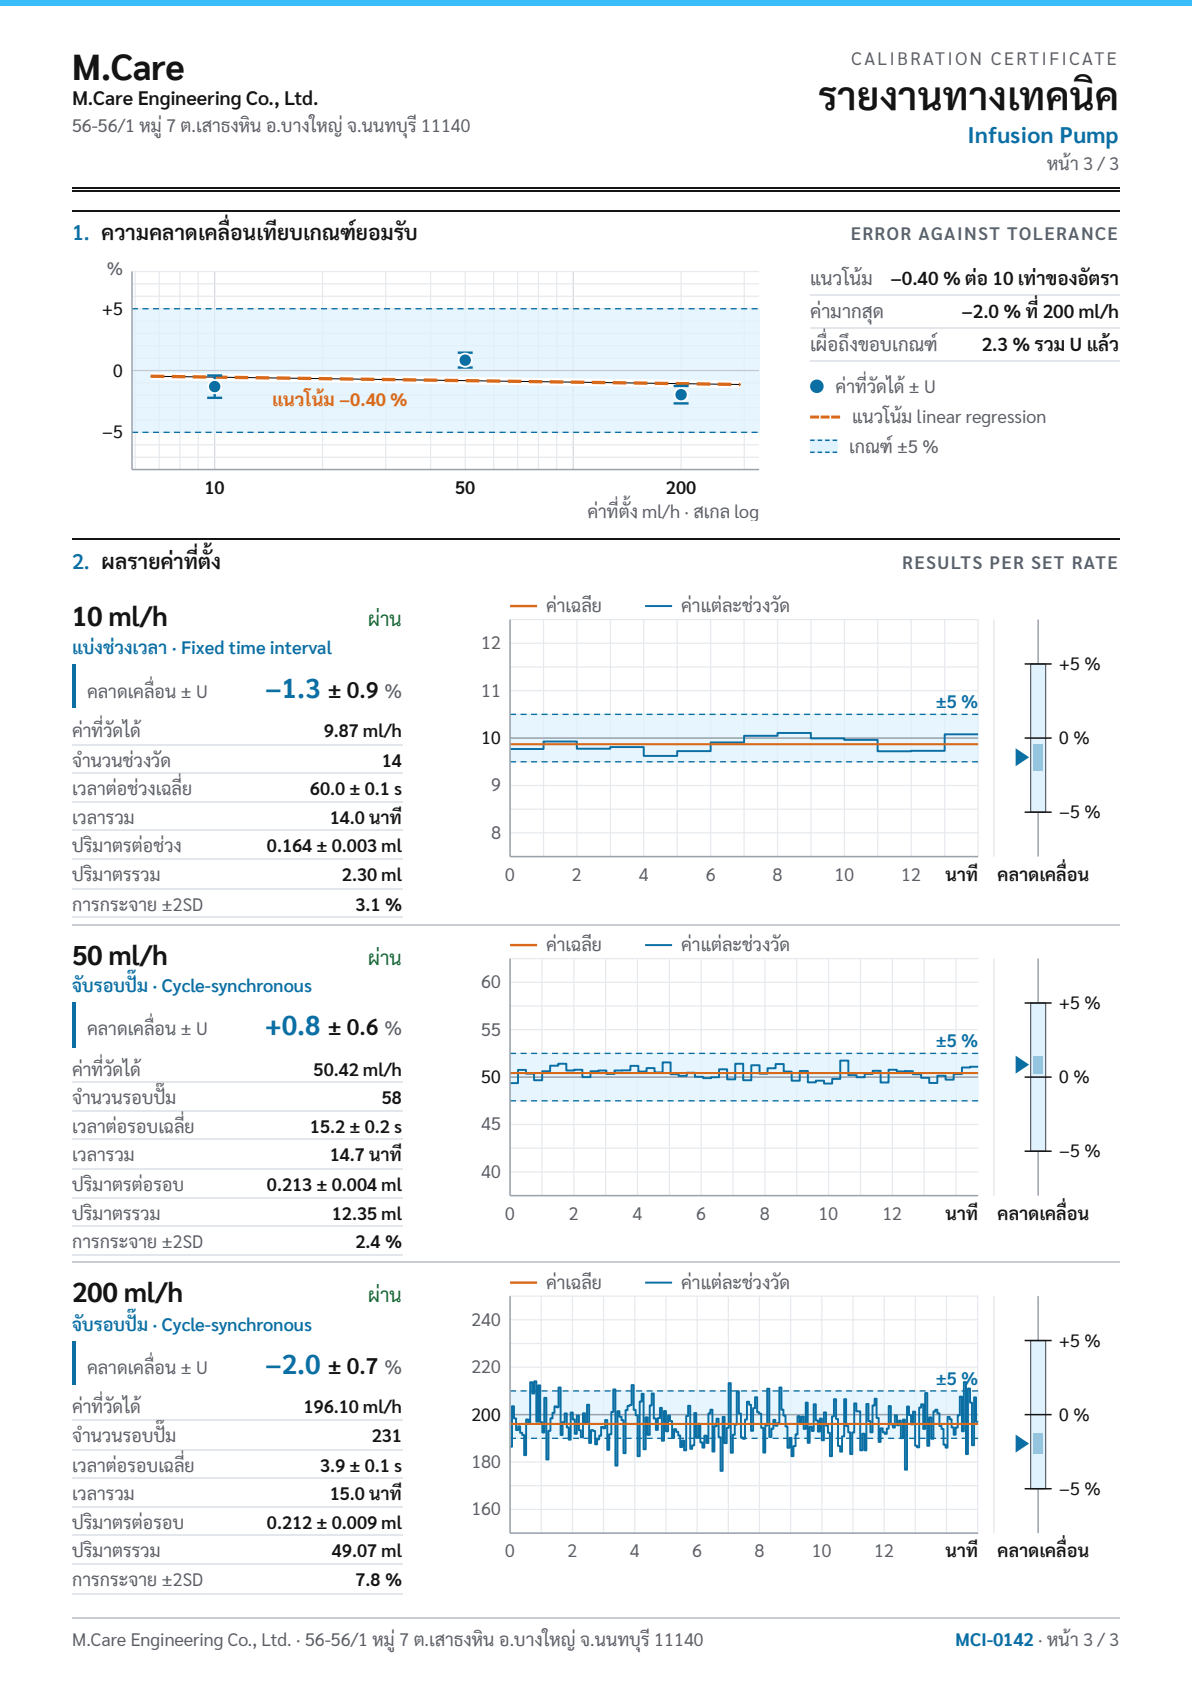 M.Care
M.Care Engineering Co., Ltd.
56-56/1 หมู่ 7 ต.เสาธงหิน อ.บางใหญ่ จ.นนทบุรี 11140
CALIBRATION CERTIFICATE
รายงานทางเทคนิค
Infusion Pump
หน้า 3 / 3
1. ความคลาดเคลื่อนเทียบเกณฑ์ยอมรับ
ERROR AGAINST TOLERANCE
%
+5
0
−5
แนวโน้ม −0.40 %
10 50 200
ค่าที่ตั้ง ml/h · สเกล log
แนวโน้ม −0.40 % ต่อ 10 เท่าของอัตรา
ค่ามากสุด −2.0 % ที่ 200 ml/h
เผื่อถึงขอบเกณฑ์ 2.3 % รวม U แล้ว
ค่าที่วัดได้ ± U
แนวโน้ม linear regression
เกณฑ์ ±5 %
2. ผลรายค่าที่ตั้ง
RESULTS PER SET RATE
10 ml/h ผ่าน
แบ่งช่วงเวลา · Fixed time interval
คลาดเคลื่อน ± U −1.3 ± 0.9 %
ค่าที่วัดได้ 9.87 ml/h
จำนวนช่วงวัด 14
เวลาต่อช่วงเฉลี่ย 60.0 ± 0.1 s
เวลารวม 14.0 นาที
ปริมาตรต่อช่วง 0.164 ± 0.003 ml
ปริมาตรรวม 2.30 ml
การกระจาย ±2SD 3.1 %
ค่าเฉลี่ย ค่าแต่ละช่วงวัด
12
11
10
9
8
±5 %
0 2 4 6 8 10 12 นาที
+5 %
0 %
−5 %
คลาดเคลื่อน
50 ml/h ผ่าน
จับรอบปั๊ม · Cycle-synchronous
คลาดเคลื่อน ± U +0.8 ± 0.6 %
ค่าที่วัดได้ 50.42 ml/h
จำนวนรอบปั๊ม 58
เวลาต่อรอบเฉลี่ย 15.2 ± 0.2 s
เวลารวม 14.7 นาที
ปริมาตรต่อรอบ 0.213 ± 0.004 ml
ปริมาตรรวม 12.35 ml
การกระจาย ±2SD 2.4 %
ค่าเฉลี่ย ค่าแต่ละช่วงวัด
60
55
50
45
40
±5 %
0 2 4 6 8 10 12 นาที
+5 %
0 %
−5 %
คลาดเคลื่อน
200 ml/h ผ่าน
จับรอบปั๊ม · Cycle-synchronous
คลาดเคลื่อน ± U −2.0 ± 0.7 %
ค่าที่วัดได้ 196.10 ml/h
จำนวนรอบปั๊ม 231
เวลาต่อรอบเฉลี่ย 3.9 ± 0.1 s
เวลารวม 15.0 นาที
ปริมาตรต่อรอบ 0.212 ± 0.009 ml
ปริมาตรรวม 49.07 ml
การกระจาย ±2SD 7.8 %
ค่าเฉลี่ย ค่าแต่ละช่วงวัด
240
220
200
180
160
±5 %
0 2 4 6 8 10 12 นาที
+5 %
0 %
−5 %
คลาดเคลื่อน
M.Care Engineering Co., Ltd. · 56-56/1 หมู่ 7 ต.เสาธงหิน อ.บางใหญ่ จ.นนทบุรี 11140
MCI-0142 · หน้า 3 / 3